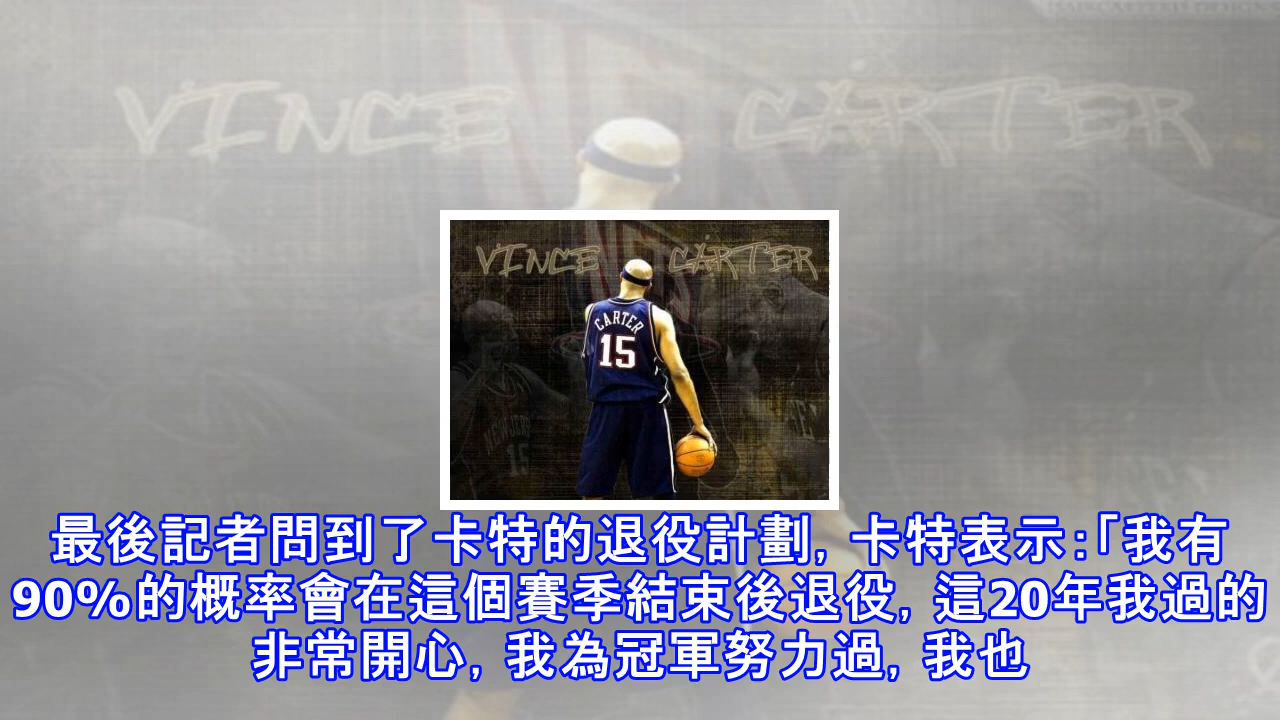 VINCE CARTER
VINCE CARTER
CARTER
15
15
最後記者問到了卡特的退役計劃, 卡特表示:「我有
90%的概率會在這個賽季結束後退役, 這20年我過的
非常開心, 我為冠軍努力過, 我也